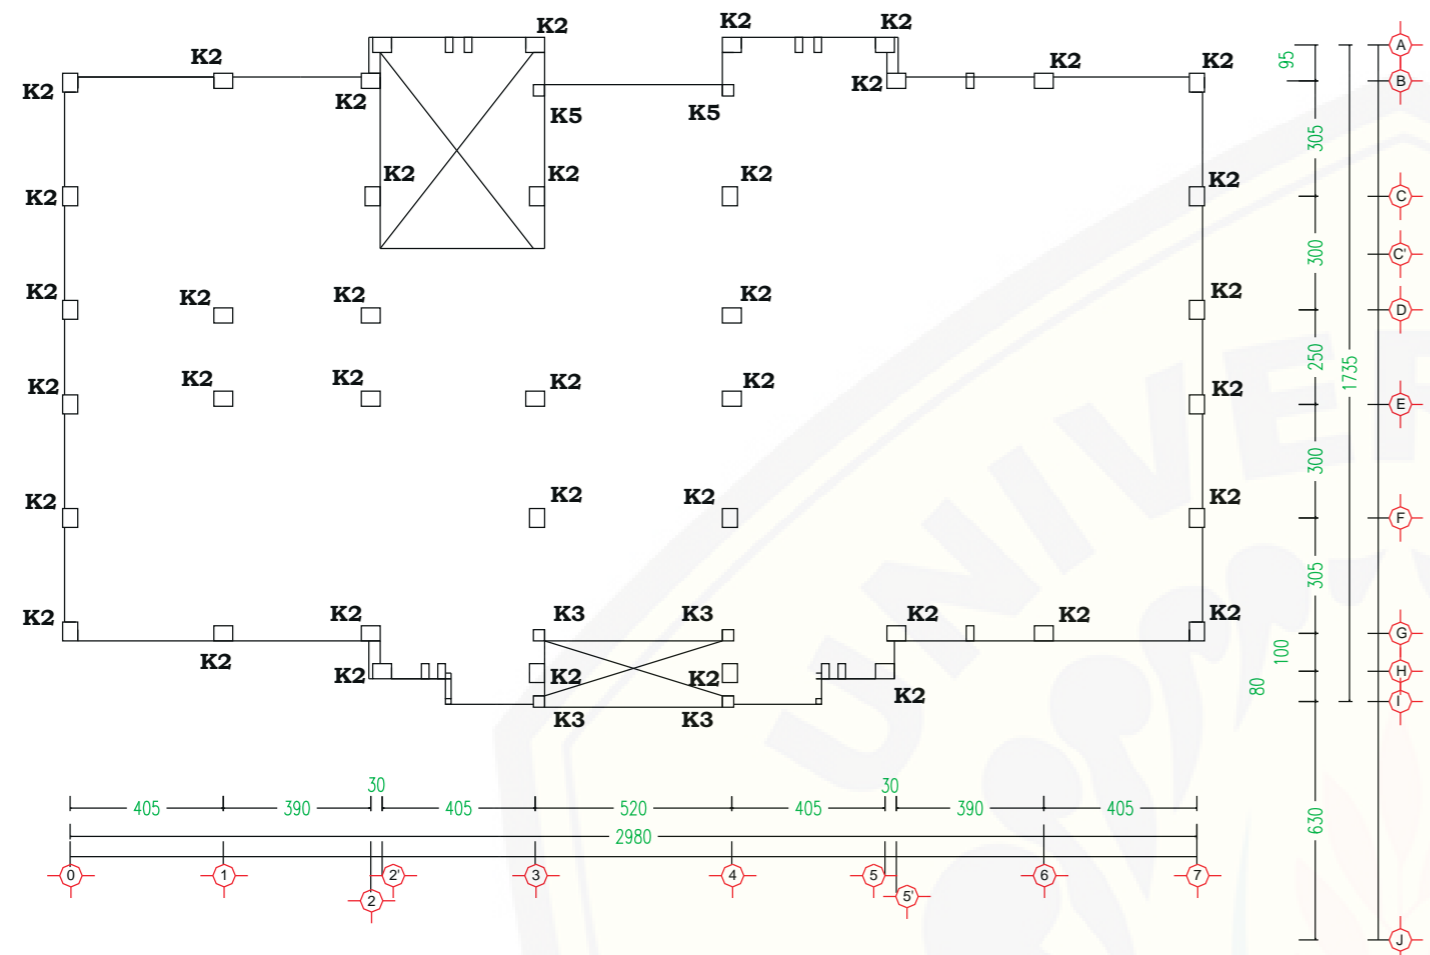 K2 K2
K2 A
K2 K2 K2 95
K2 K2 K2 B
K5 K5
305
K2 K2 K2 K2
K2 C
300 C'
K2 K2 K2 K2 K2 D
250
1735
K2 K2 K2 K2 K2 K2 E
300
K2 K2 K2 K2 F
305
K2 K2 K3 K3 K2 K2 K2 G
K2 100
K2 K2 K2 H
K2 80
K3 K3 I
30 30
405 390 405 520 405 390 405
630
2980
0 1 2' 3 4 5 6 7
2 5'
J
UNIVER